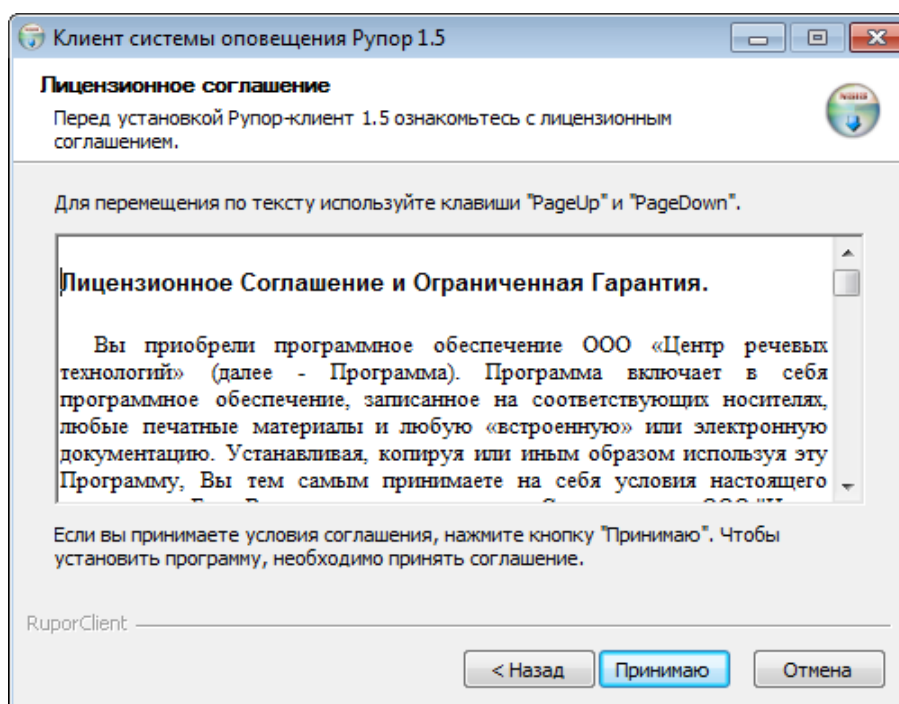 Клиент системы оповещения Рупор 1.5
Лицензионное соглашение
Перед установкой Рупор-клиент 1.5 ознакомьтесь с лицензионным
соглашением.
Для перемещения по тексту используйте клавиши "PageUp" и "PageDown".
Лицензионное Соглашение и Ограниченная Гарантия.
Вы приобрели программное обеспечение ООО «Центр речевых
технологий» (далее - Программа). Программа включает в себя
программное обеспечение, записанное на соответствующих носителях,
любые печатные материалы и любую «встроенную» или электронную
документацию. Устанавливая, копируя или иным образом используя эту
Программу, Вы тем самым принимаете на себя условия настоящего
Если вы принимаете условия соглашения, нажмите кнопку "Принимаю". Чтобы
установить программу, необходимо принять соглашение.
RuporClient
< Назад
Принимаю
Отмена